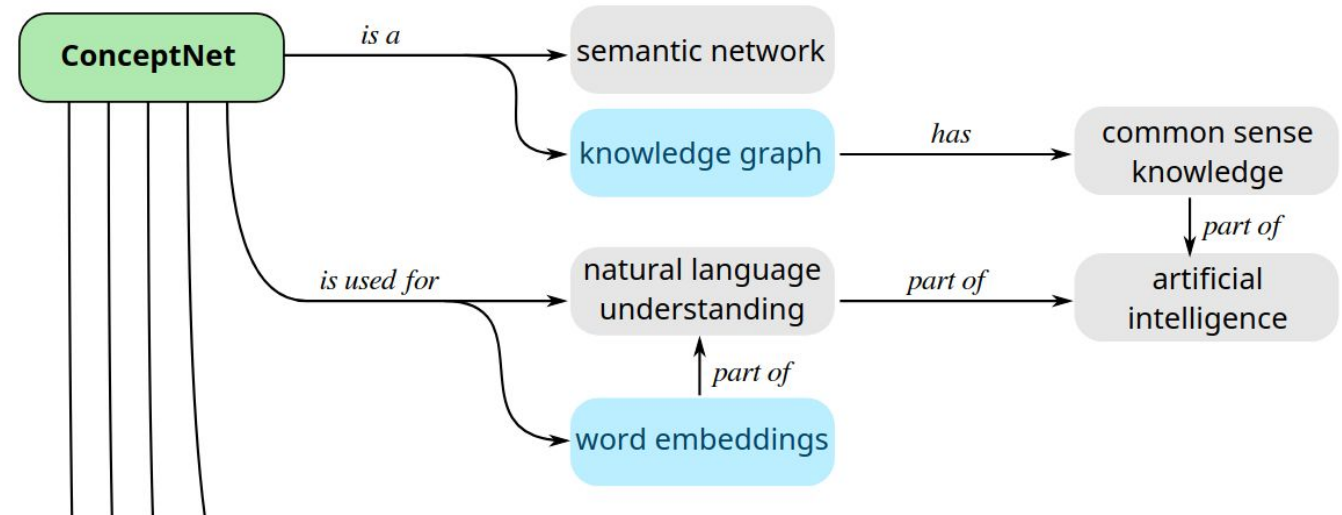 ConceptNet
is a
semantic network
knowledge graph
has
common sense
knowledge
part of
is used for
natural language
understanding
part of
artificial
intelligence
part of
word embeddings